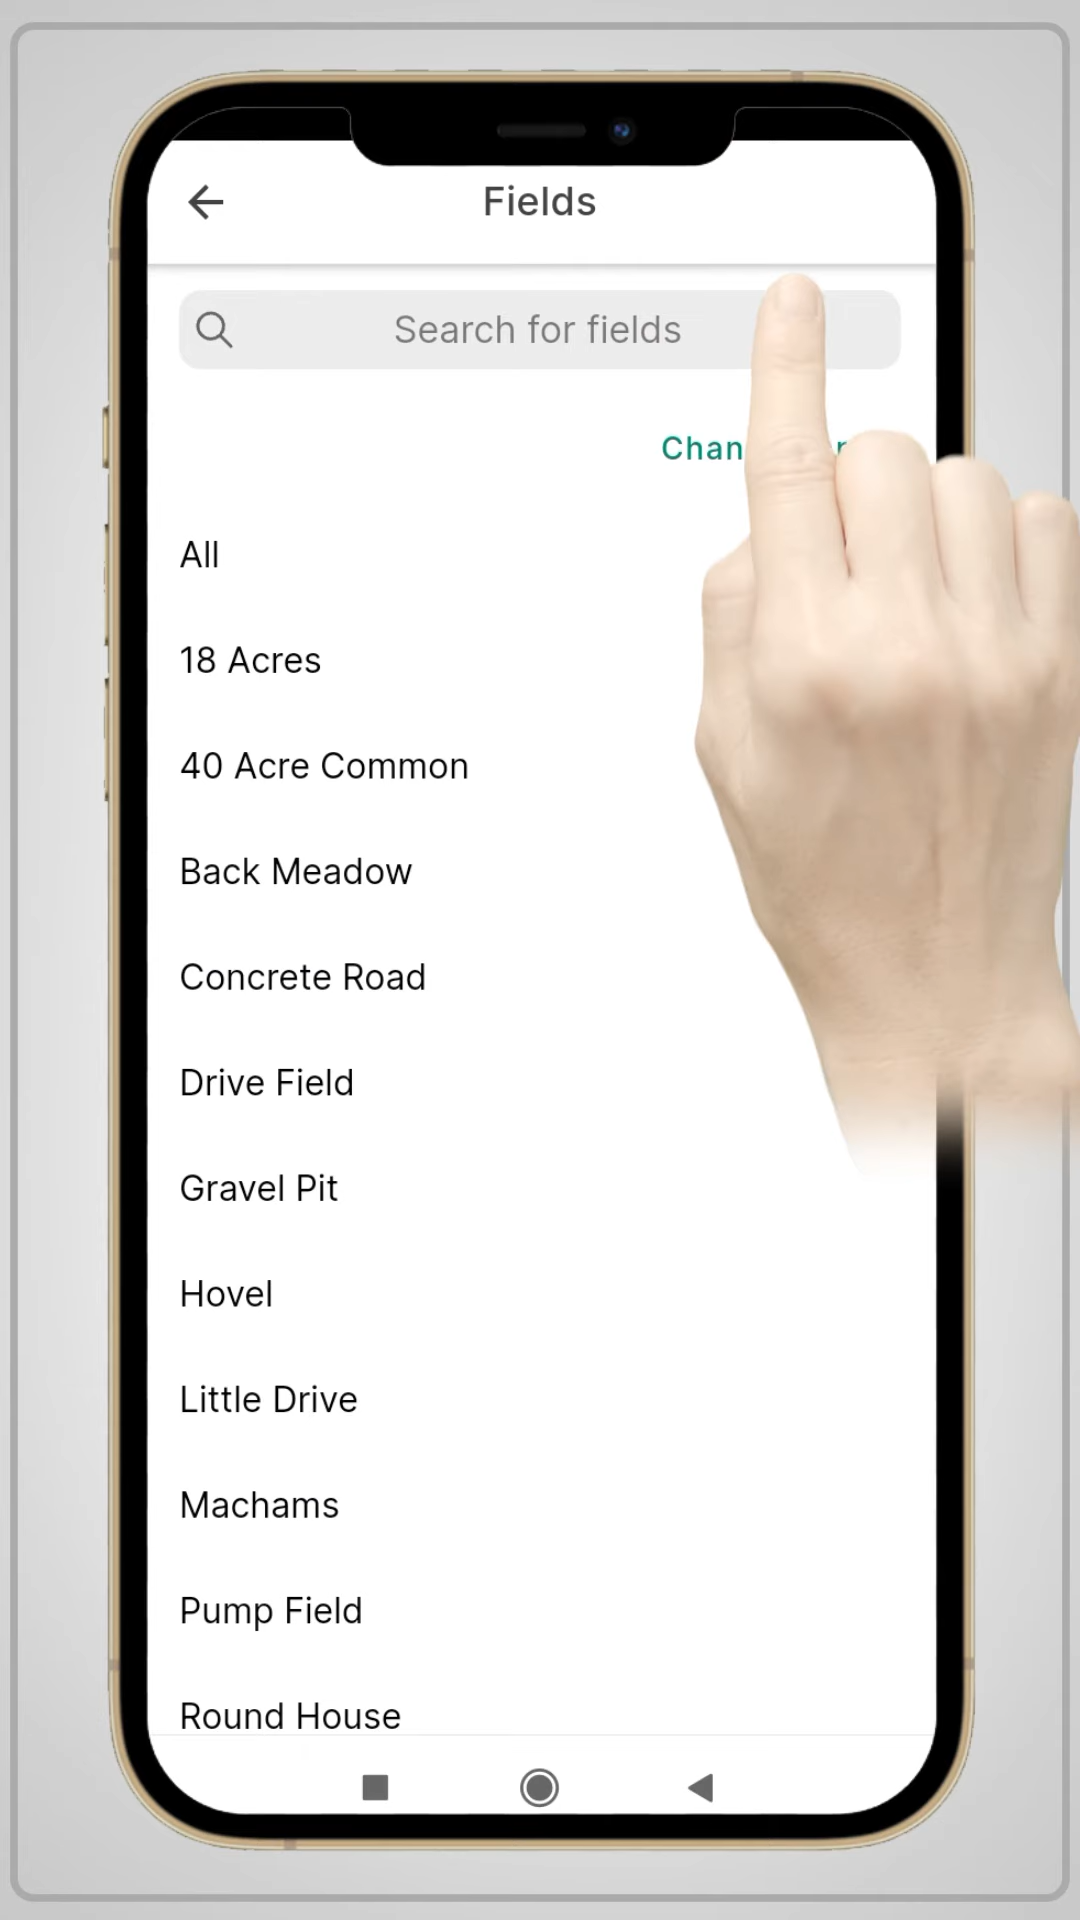 Fields
Search for fields
All
18 Acres
40 Acre Common
Back Meadow
Concrete Road
Drive Field
Gravel Pit
Hovel
Little Drive
Machams
Pump Field
Round House